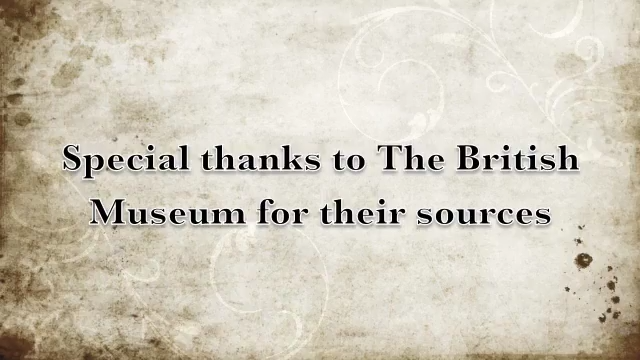 Special thanks to The British
Museum for their sources